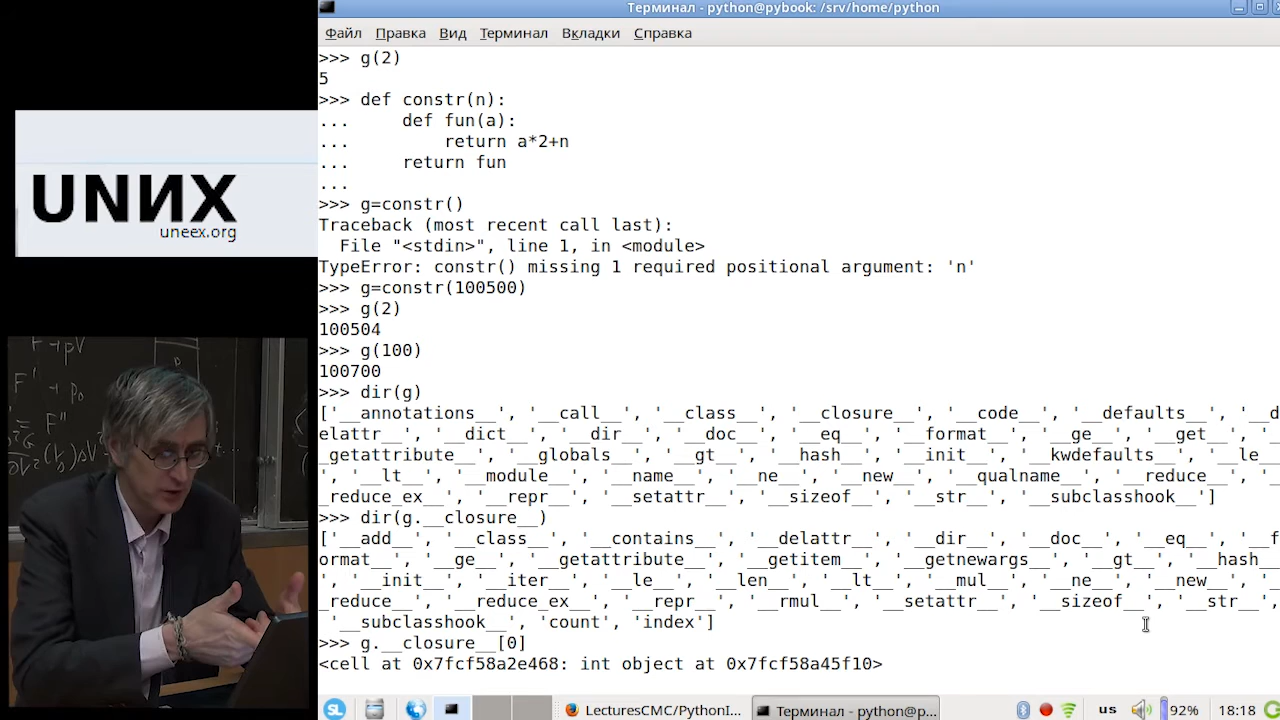 Терминал - python@pybook: /srv/home/python
Файл Правка Вид Терминал Вкладки Справка
>>> g(2)
5
>>> def constr(n):
...     def fun(a):
...         return a*2+n
...     return fun
...
>>> g=constr()
Traceback (most recent call last):
  File "<stdin>", line 1, in <module>
TypeError: constr() missing 1 required positional argument: 'n'
>>> g=constr(100500)
>>> g(2)
100504
>>> g(100)
100700
>>> dir(g)
['__annotations__', '__call__', '__class__', '__closure__', '__code__', '__defaults__', '__d
elattr__', '__dict__', '__dir__', '__doc__', '__eq__', '__format__', '__ge__', '__get__', '_
_getattribute__', '__globals__', '__gt__', '__hash__', '__init__', '__kwdefaults__', '__le__
', '__lt__', '__module__', '__name__', '__ne__', '__new__', '__qualname__', '__reduce__', '_
_reduce_ex__', '__repr__', '__setattr__', '__sizeof__', '__str__', '__subclasshook__']
>>> dir(g.__closure__)
['__add__', '__class__', '__contains__', '__delattr__', '__dir__', '__doc__', '__eq__', '__f
ormat__', '__ge__', '__getattribute__', '__getitem__', '__getnewargs__', '__gt__', '__hash__
', '__init__', '__iter__', '__le__', '__len__', '__lt__', '__mul__', '__ne__', '__new__', '_
_reduce__', '__reduce_ex__', '__repr__', '__rmul__', '__setattr__', '__sizeof__', '__str__',
 '__subclasshook__', 'count', 'index']
>>> g.__closure__[0]
<cell at 0x7fcf58a2e468: int object at 0x7fcf58a45f10>
UNИX
uneex.org
SL LecturesCMC/PythonI... Терминал - python@p... us 92% 18:18